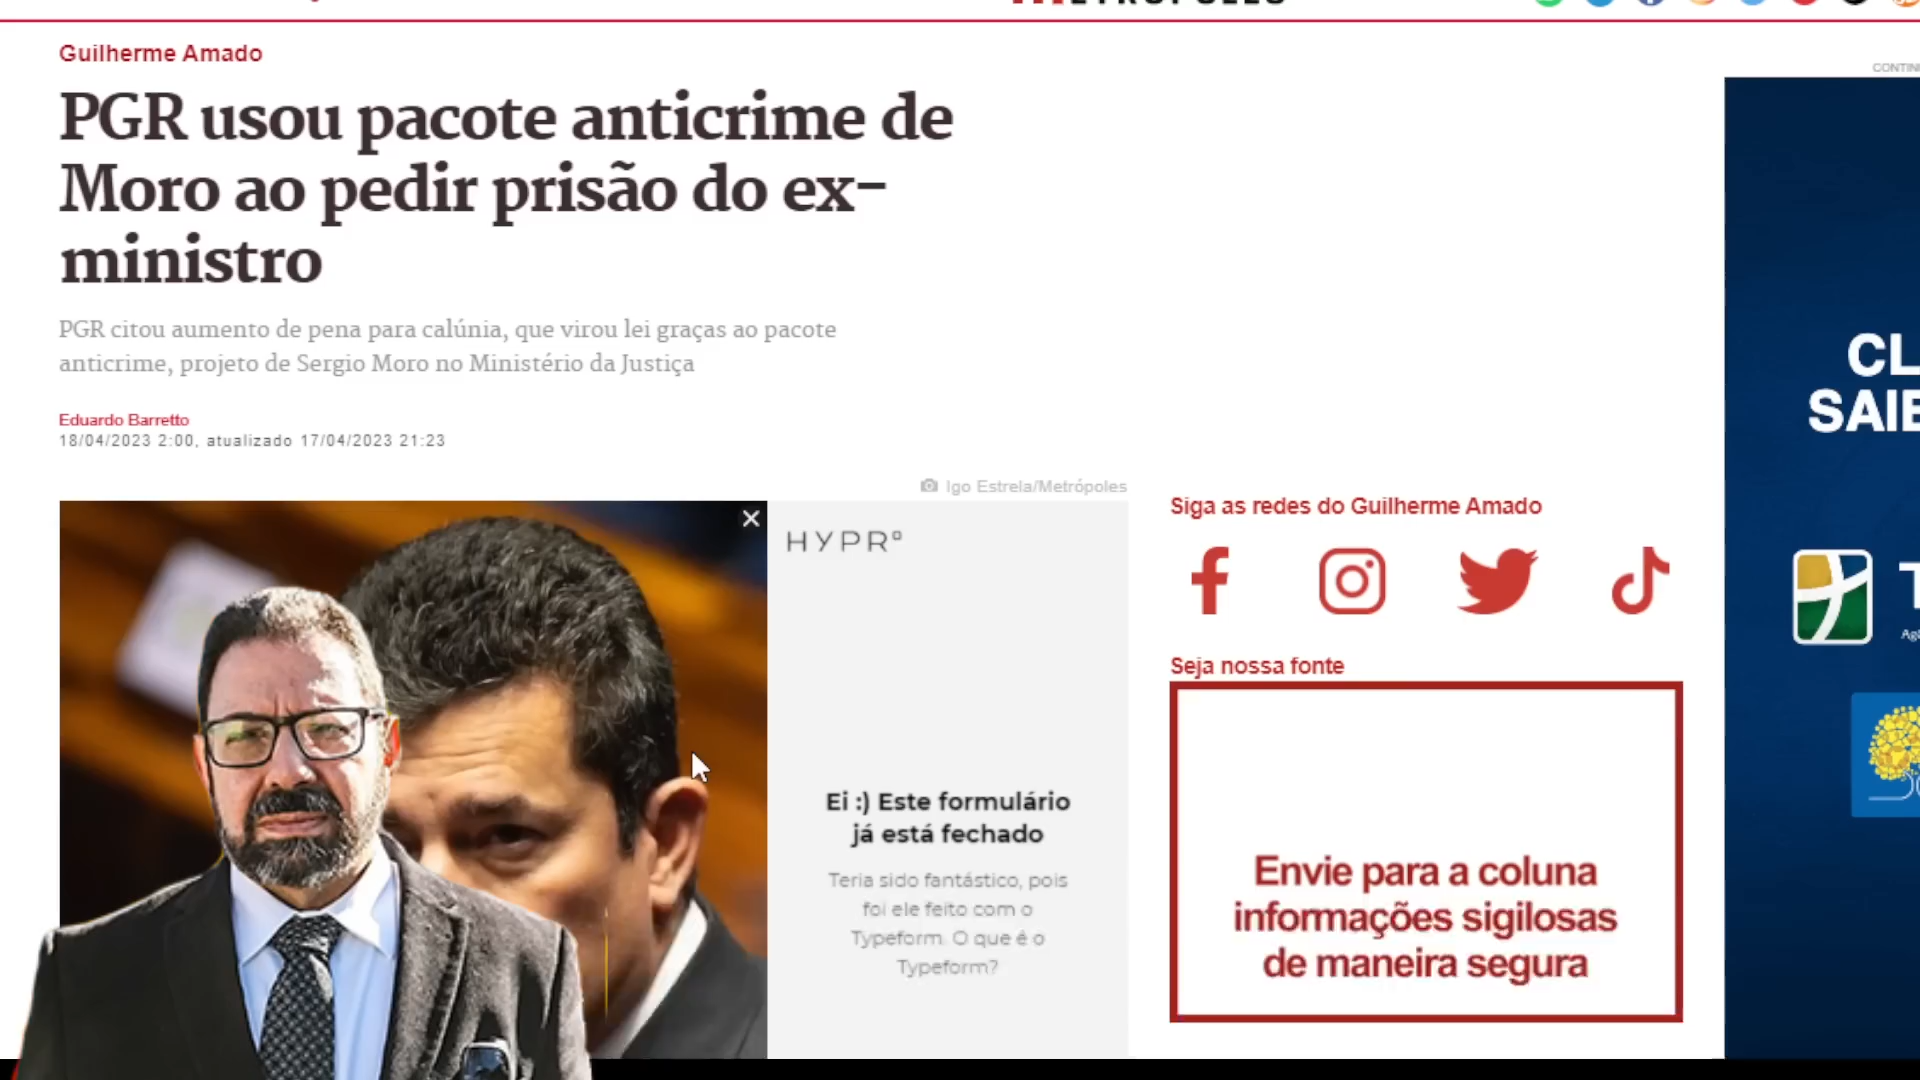 Guilherme Amado
PGR usou pacote anticrime de
Moro ao pedir prisão do ex-
ministro
PGR citou aumento de pena para calúnia, que virou lei graças ao pacote
anticrime, projeto de Sergio Moro no Ministério da Justiça
Eduardo Barretto
18/04/2023 2:00, atualizado 17/04/2023 21:23
Igo Estrela/Metrópoles
HYPRº
Ei :) Este formulário
já está fechado
Teria sido fantástico, pois
foi ele feito com o
Typeform. O que é o
Typeform?
Siga as redes do Guilherme Amado
Seja nossa fonte
Envie para a coluna
informações sigilosas
de maneira segura
CONTIN
CL
SAIB
T